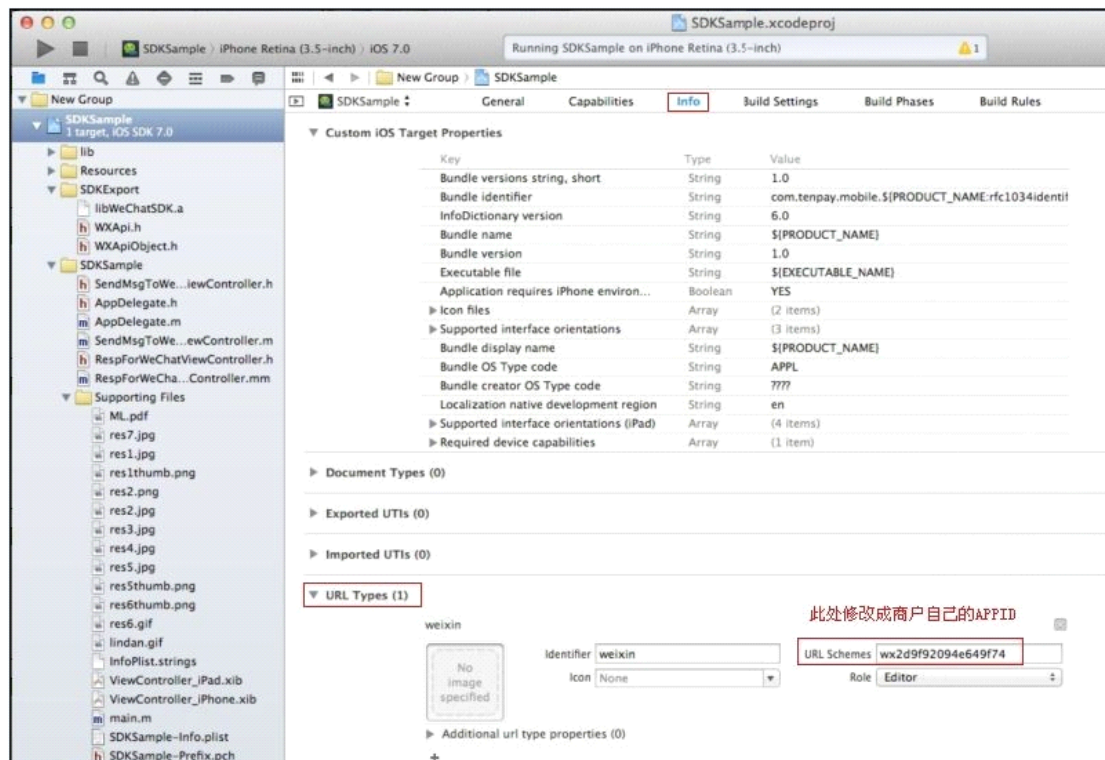 SDKSample.xcodeproj
SDKSample 〉 iPhone Retina (3.5-inch) 〉 iOS 7.0
Running SDKSample on iPhone Retina (3.5-inch)
1
New Group 〉 SDKSample
New Group
SDKSample
1 target, iOS SDK 7.0
lib
Resources
SDKExport
libWeChatSDK.a
WXApi.h
WXApiObject.h
SDKSample
SendMsgToWe...iewController.h
AppDelegate.h
AppDelegate.m
SendMsgToWe...ewController.m
RespForWeChatViewController.h
RespForWeCha...Controller.mm
Supporting Files
ML.pdf
res7.jpg
res1.jpg
res1thumb.png
res2.png
res2.jpg
res3.jpg
res4.jpg
res5.jpg
res5thumb.png
res6thumb.png
res6.gif
lindan.gif
InfoPlist.strings
ViewController_iPad.xib
ViewController_iPhone.xib
main.m
SDKSample-Info.plist
SDKSample-Prefix.pch
SDKSample General Capabilities Info Build Settings Build Phases Build Rules
Custom iOS Target Properties
Key Type Value
Bundle versions string, short String 1.0
Bundle identifier String com.tenpay.mobile.${PRODUCT_NAME:rfc1034identif
InfoDictionary version String 6.0
Bundle name String ${PRODUCT_NAME}
Bundle version String 1.0
Executable file String ${EXECUTABLE_NAME}
Application requires iPhone environ... Boolean YES
Icon files Array (2 items)
Supported interface orientations Array (3 items)
Bundle display name String ${PRODUCT_NAME}
Bundle OS Type code String APPL
Bundle creator OS Type code String ????
Localization native development region String en
Supported interface orientations (iPad) Array (4 items)
Required device capabilities Array (1 item)
Document Types (0)
Exported UTIs (0)
Imported UTIs (0)
URL Types (1)
此处修改成商户自己的APPID
weixin
No image specified
Identifier weixin URL Schemes wx2d9f92094e649f74
Icon None Role Editor
Additional url type properties (0)
+